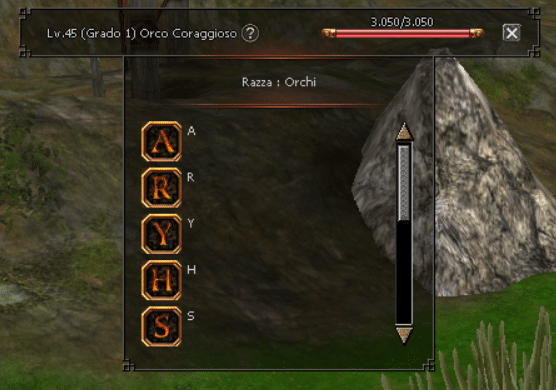 Lv.45 (Grado 1) Orco Coraggioso ?
3.050/3.050
Razza : Orchi
A A
R R
Y Y
H H
S S